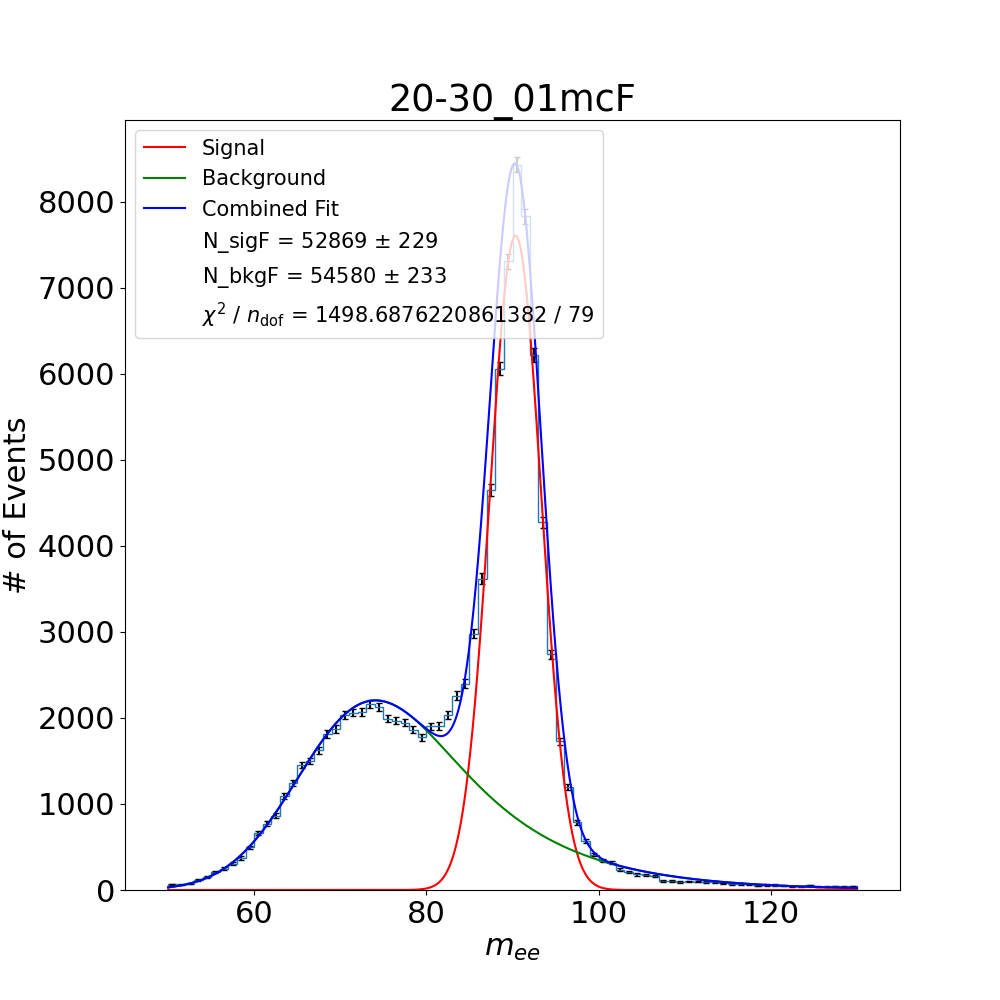 20-30_01mcF
Signal
Background
Combined Fit
N_sigF = 52869 ± 229
N_bkgF = 54580 ± 233
χ² / n_dof = 1498.6876220861382 / 79
# of Events
8000
7000
6000
5000
4000
3000
2000
1000
0
60 80 100 120
m_ee